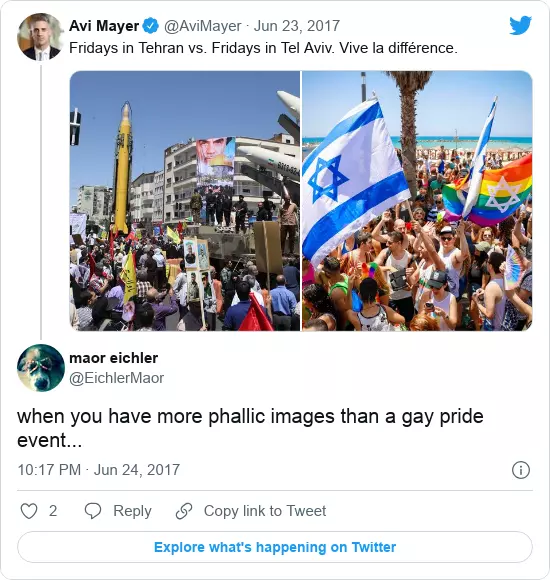 Avi Mayer @AviMayer · Jun 23, 2017
Fridays in Tehran vs. Fridays in Tel Aviv. Vive la différence.
maor eichler
@EichlerMaor
when you have more phallic images than a gay pride
event...
10:17 PM · Jun 24, 2017
2 Reply Copy link to Tweet
Explore what's happening on Twitter